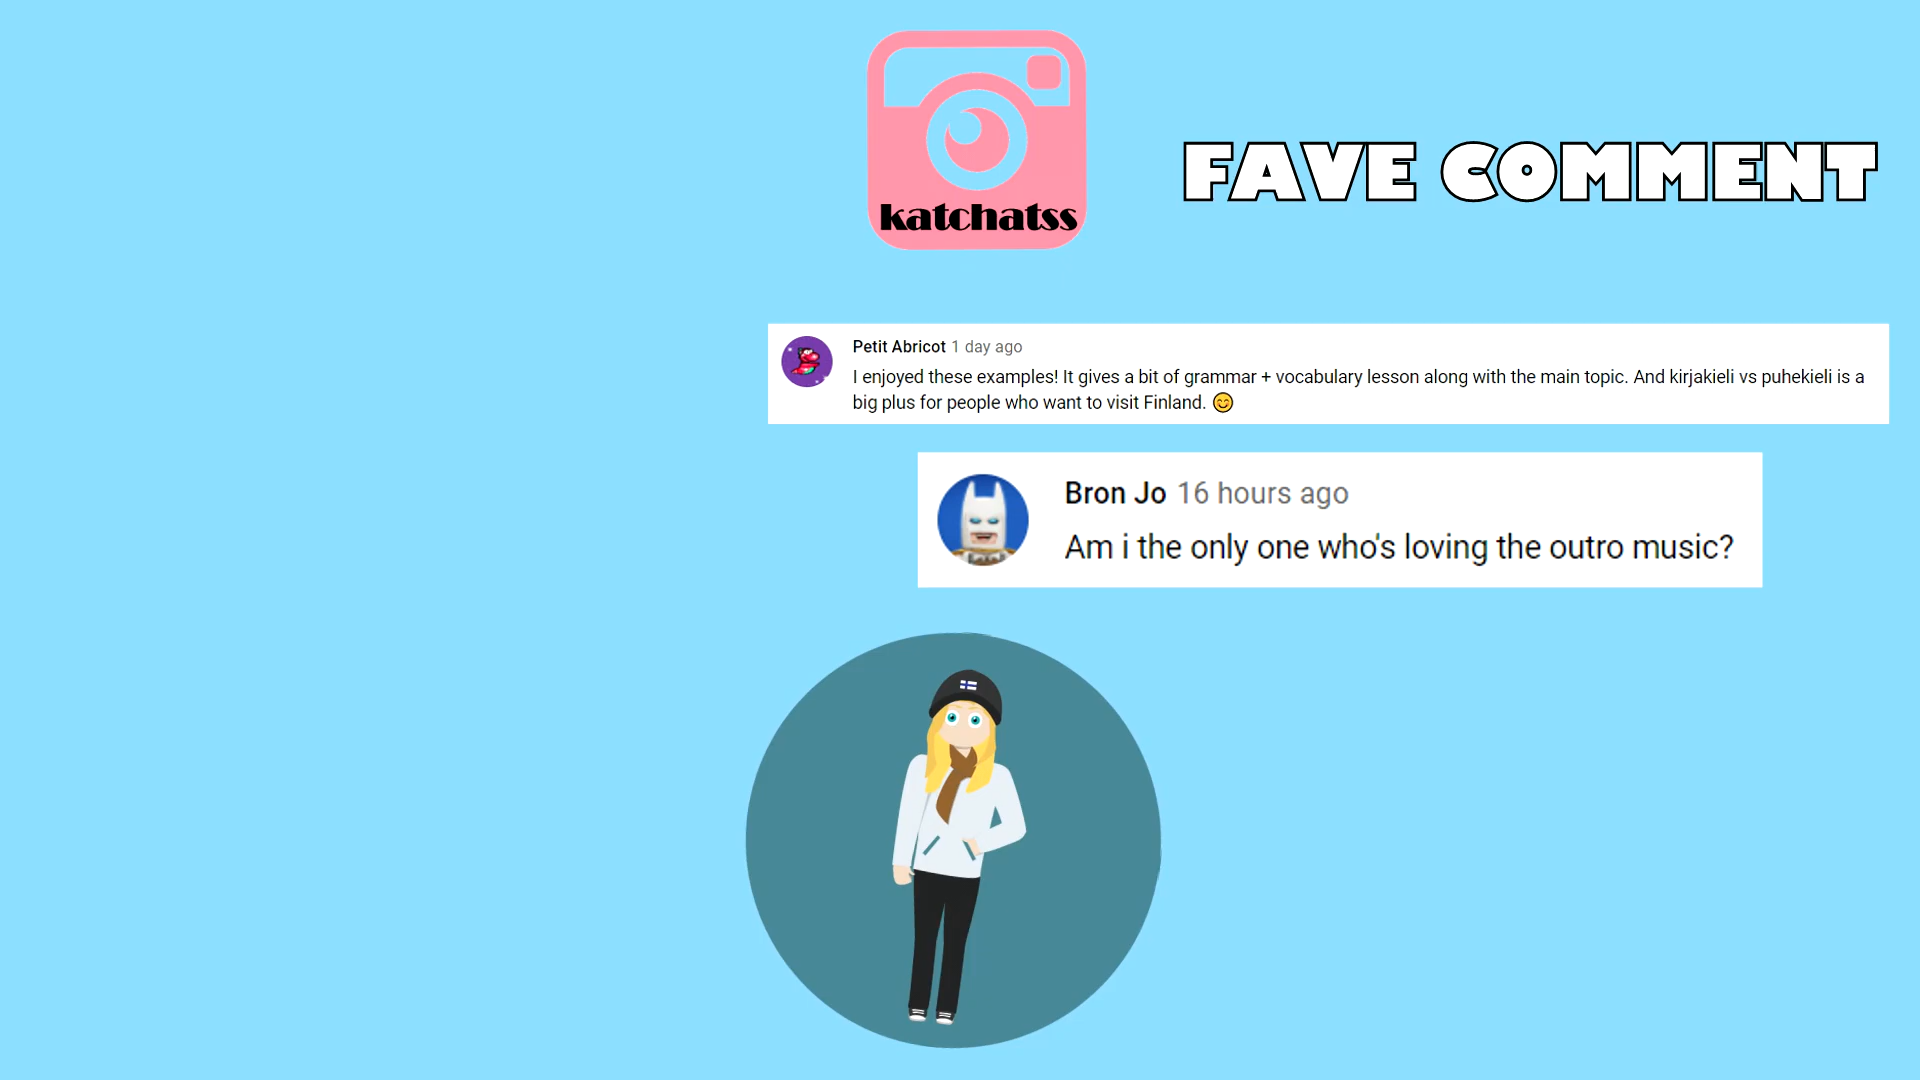 katchatss
FAVE COMMENT
Petit Abricot 1 day ago
I enjoyed these examples! It gives a bit of grammar + vocabulary lesson along with the main topic. And kirjakieli vs puhekieli is a
big plus for people who want to visit Finland. 😊
Bron Jo 16 hours ago
Am i the only one who's loving the outro music?